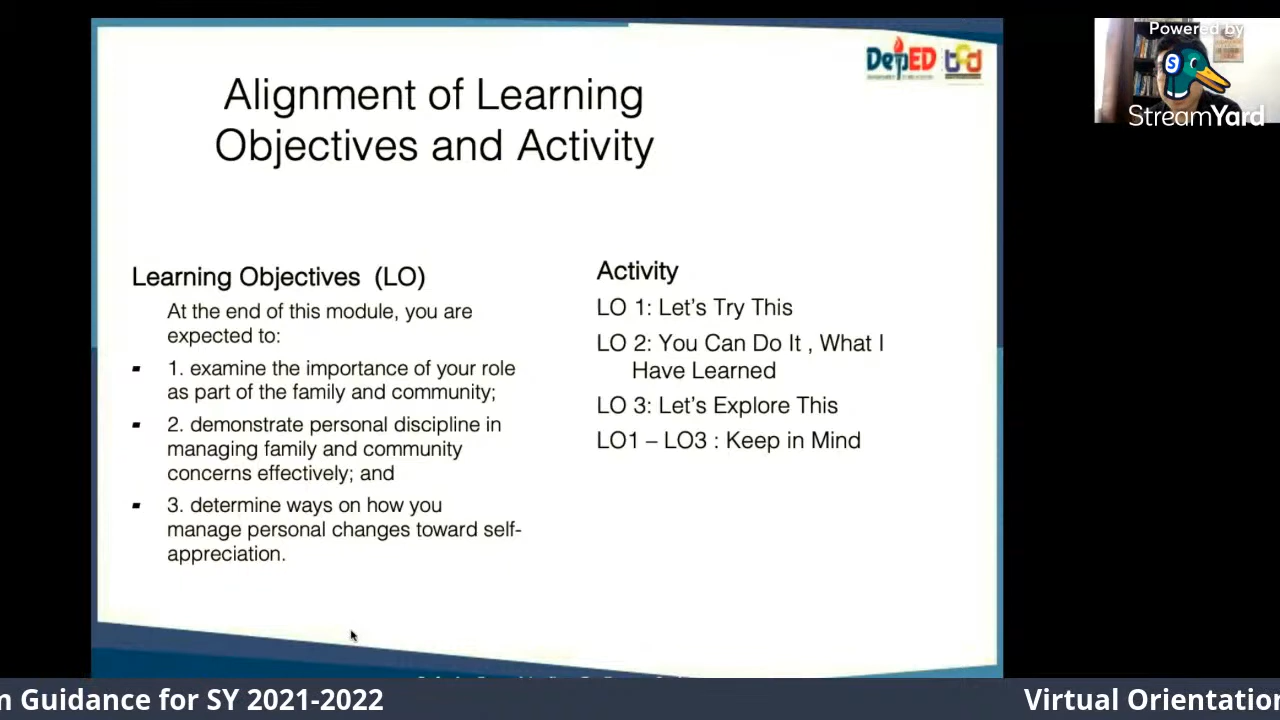 Powered by
StreamYard
DepED
Alignment of Learning
Objectives and Activity
Learning Objectives (LO)
At the end of this module, you are
expected to:
1. examine the importance of your role
as part of the family and community;
2. demonstrate personal discipline in
managing family and community
concerns effectively; and
3. determine ways on how you
manage personal changes toward self-
appreciation.
Activity
LO 1: Let's Try This
LO 2: You Can Do It , What I
Have Learned
LO 3: Let's Explore This
LO1 – LO3 : Keep in Mind
Guidance for SY 2021-2022
Virtual Orientation